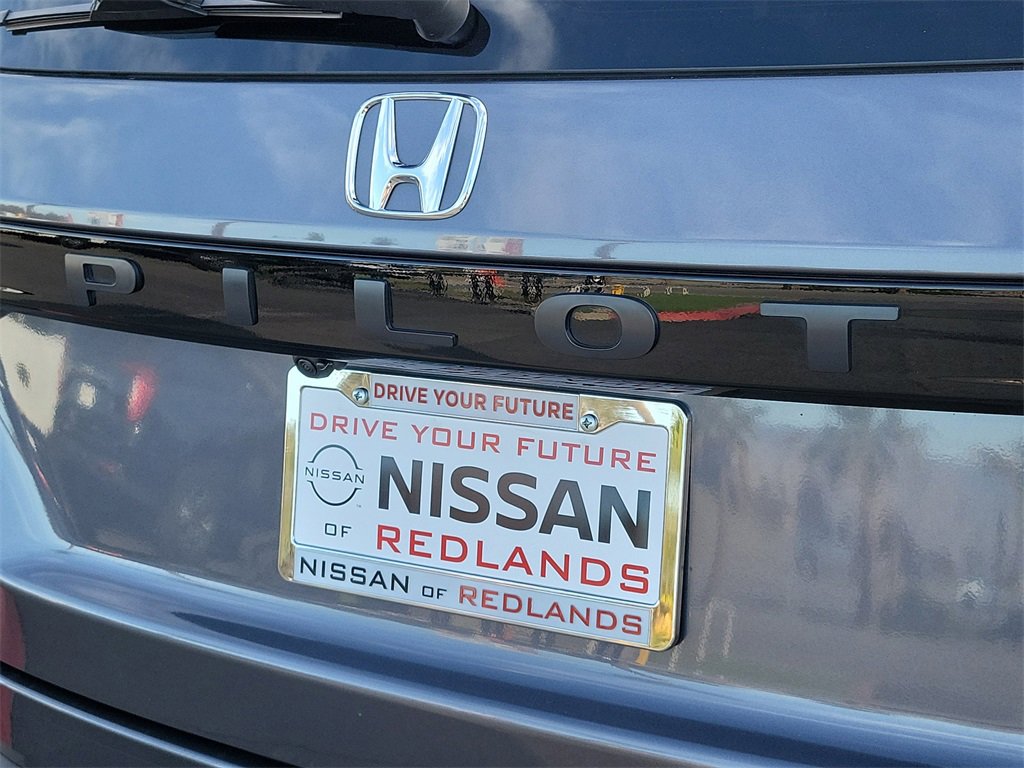 PILOT
DRIVE YOUR FUTURE
DRIVE YOUR FUTURE
NISSAN
NISSAN
OF REDLANDS
NISSAN OF REDLANDS